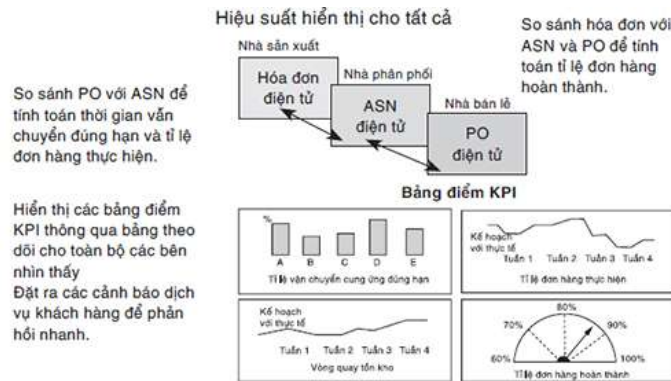 Hiệu suất hiển thị cho tất cả
So sánh hóa đơn với
ASN và PO để tính
toán tỉ lệ đơn hàng
hoàn thành.
Nhà sản xuất
Hóa đơn
điện tử
Nhà phân phối
ASN
điện tử
Nhà bán lẻ
PO
điện tử
So sánh PO với ASN để
tính toán thời gian vẫn
chuyển đúng hạn và tỉ lệ
đơn hàng thực hiện.
Bảng điểm KPI
Hiển thị các bảng điểm
KPI thông qua bảng theo
dõi cho toàn bộ các bên
nhìn thấy
Đặt ra các cảnh báo dịch
vụ khách hàng để phản
hồi nhanh.
%
A B C D E
Tỉ lệ vận chuyển cung ứng đúng hạn
Kế hoạch
với thực tế
Tuần 1 Tuần 2 Tuần 3 Tuần 4
Tỉ lệ đơn hàng thực hiện
Kế hoạch
với thực tế
Tuần 1 Tuần 2 Tuần 3 Tuần 4
Vòng quay tồn kho
80%
70% 90%
60% 100%
Tỉ lệ đơn hàng hoàn thành